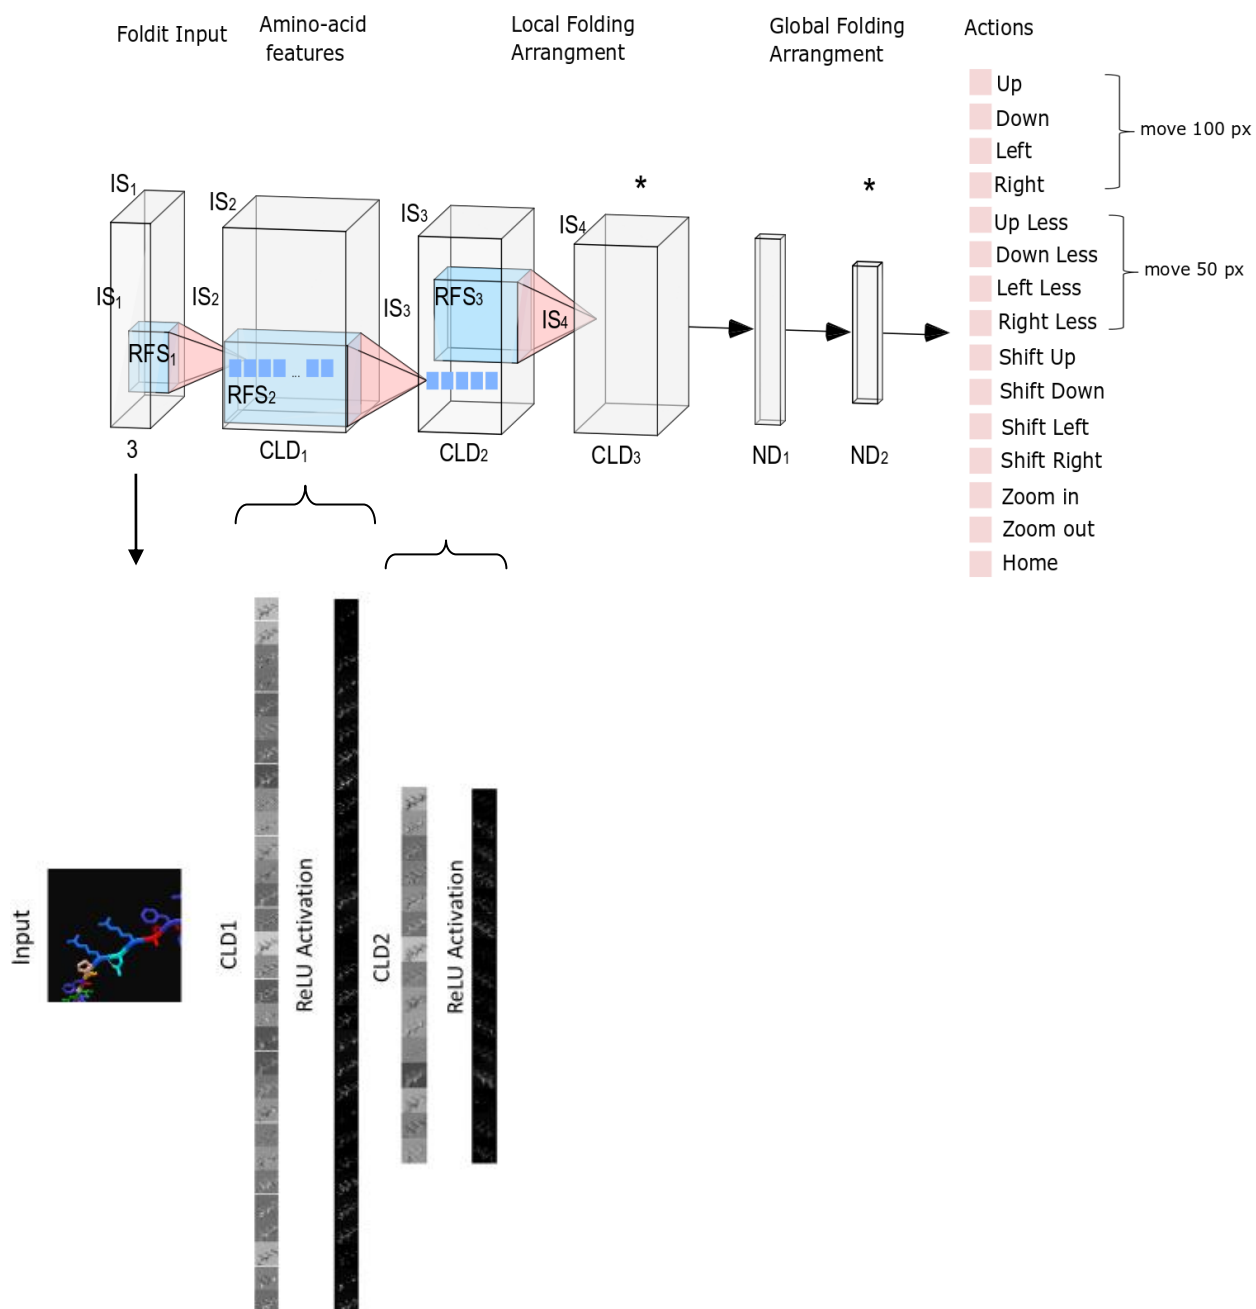 Foldit Input
Amino-acid
features
Local Folding
Arrangment
Global Folding
Arrangment
Actions
Up
Down
Left
Right
move 100 px
Up Less
Down Less
Left Less
Right Less
move 50 px
Shift Up
Shift Down
Shift Left
Shift Right
Zoom in
Zoom out
Home
IS1
IS1
RFS1
3
IS2
IS2
...
RFS2
CLD1
IS3
IS3
RFS3
CLD2
*
IS4
IS4
CLD3
ND1
*
ND2
Input
CLD1
ReLU Activation
CLD2
ReLU Activation